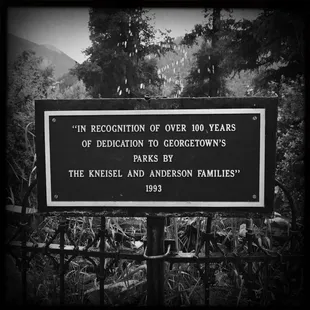 "IN RECOGNITION OF OVER 100 YEARS
OF DEDICATION TO GEORGETOWN'S
PARKS BY
THE KNEISEL AND ANDERSON FAMILIES"
1993